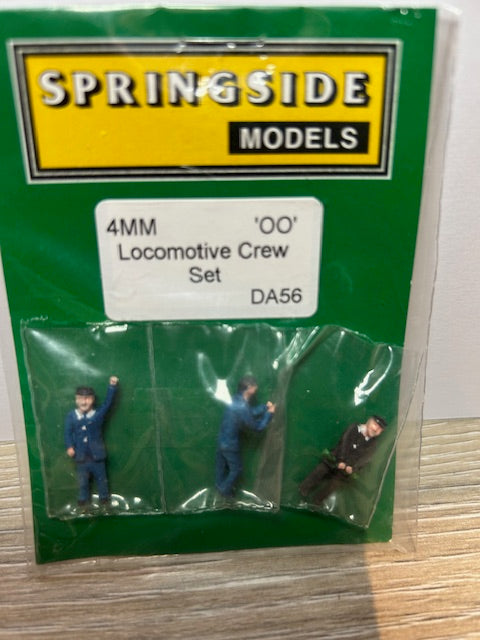 SPRINGSIDE
MODELS
4MM 'OO'
Locomotive Crew
Set
DA56